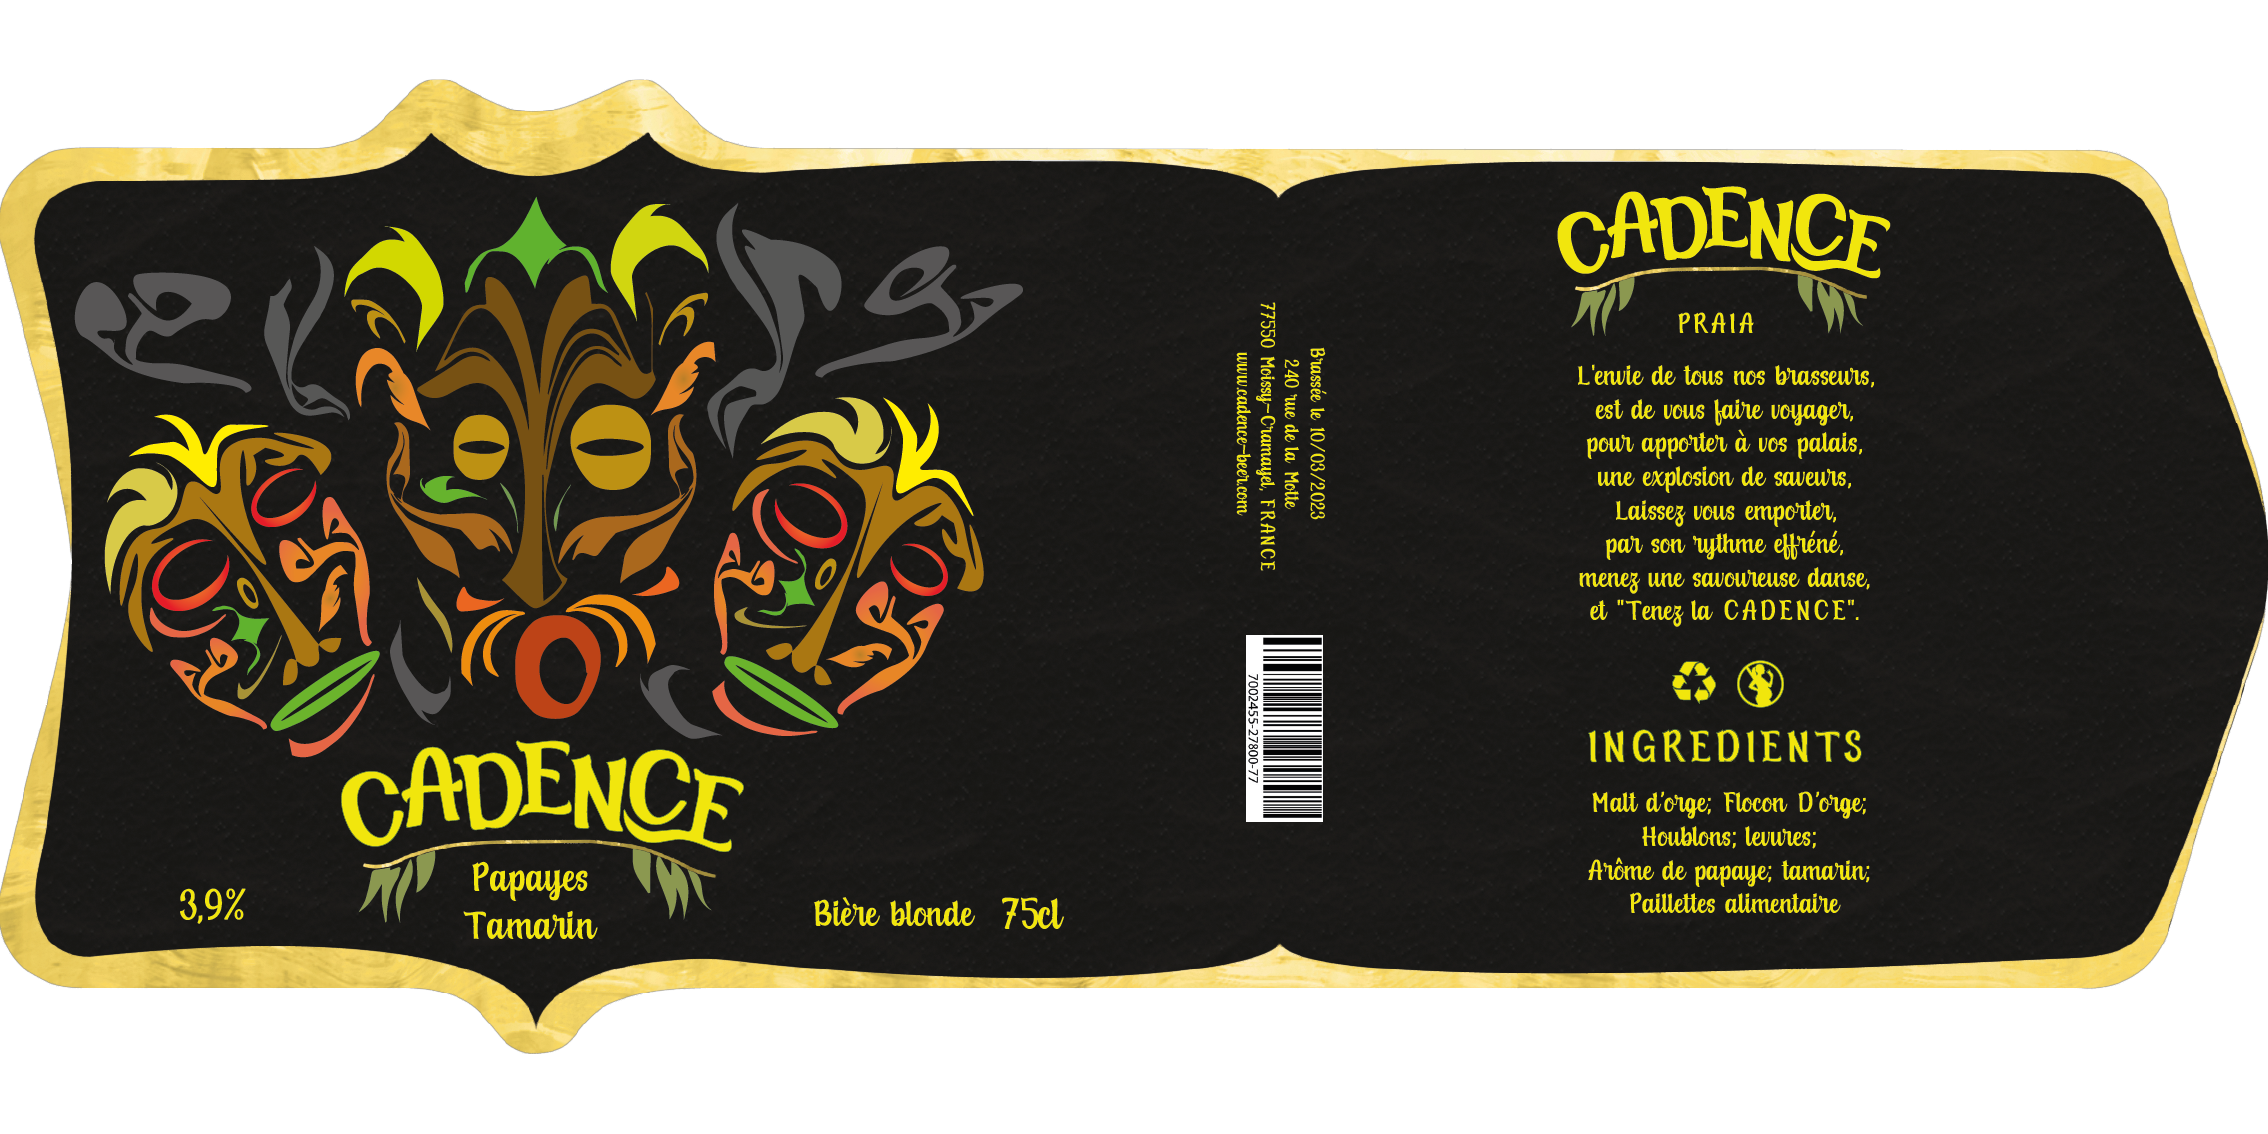 CADENCE
Papayes
Tamarin
3,9%
Bière blonde 75cl
Brassée le 10/03/2023
240 rue de la Motte
77550 Moissy-Cramayel, FRANCE
www.cadence-beer.com
7002455-27800-77
CADENCE
PRAIA
L'envie de tous nos brasseurs,
est de vous faire voyager,
pour apporter à vos palais,
une explosion de saveurs,
Laissez vous emporter,
par son rythme effréné,
menez une savoureuse danse,
et "Tenez la CADENCE".
INGREDIENTS
Malt d'orge; Flocon D'orge;
Houblons; levures;
Arôme de papaye; tamarin;
Paillettes alimentaire